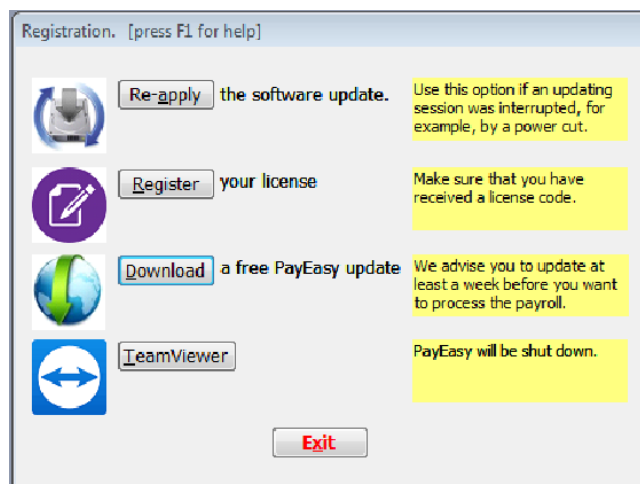 Registration. [press F1 for help]
Re-apply the software update.
Use this option if an updating
session was interrupted, for
example, by a power cut.
Register your license
Make sure that you have
received a license code.
Download a free PayEasy update
We advise you to update at
least a week before you want
to process the payroll.
TeamViewer
PayEasy will be shut down.
Exit